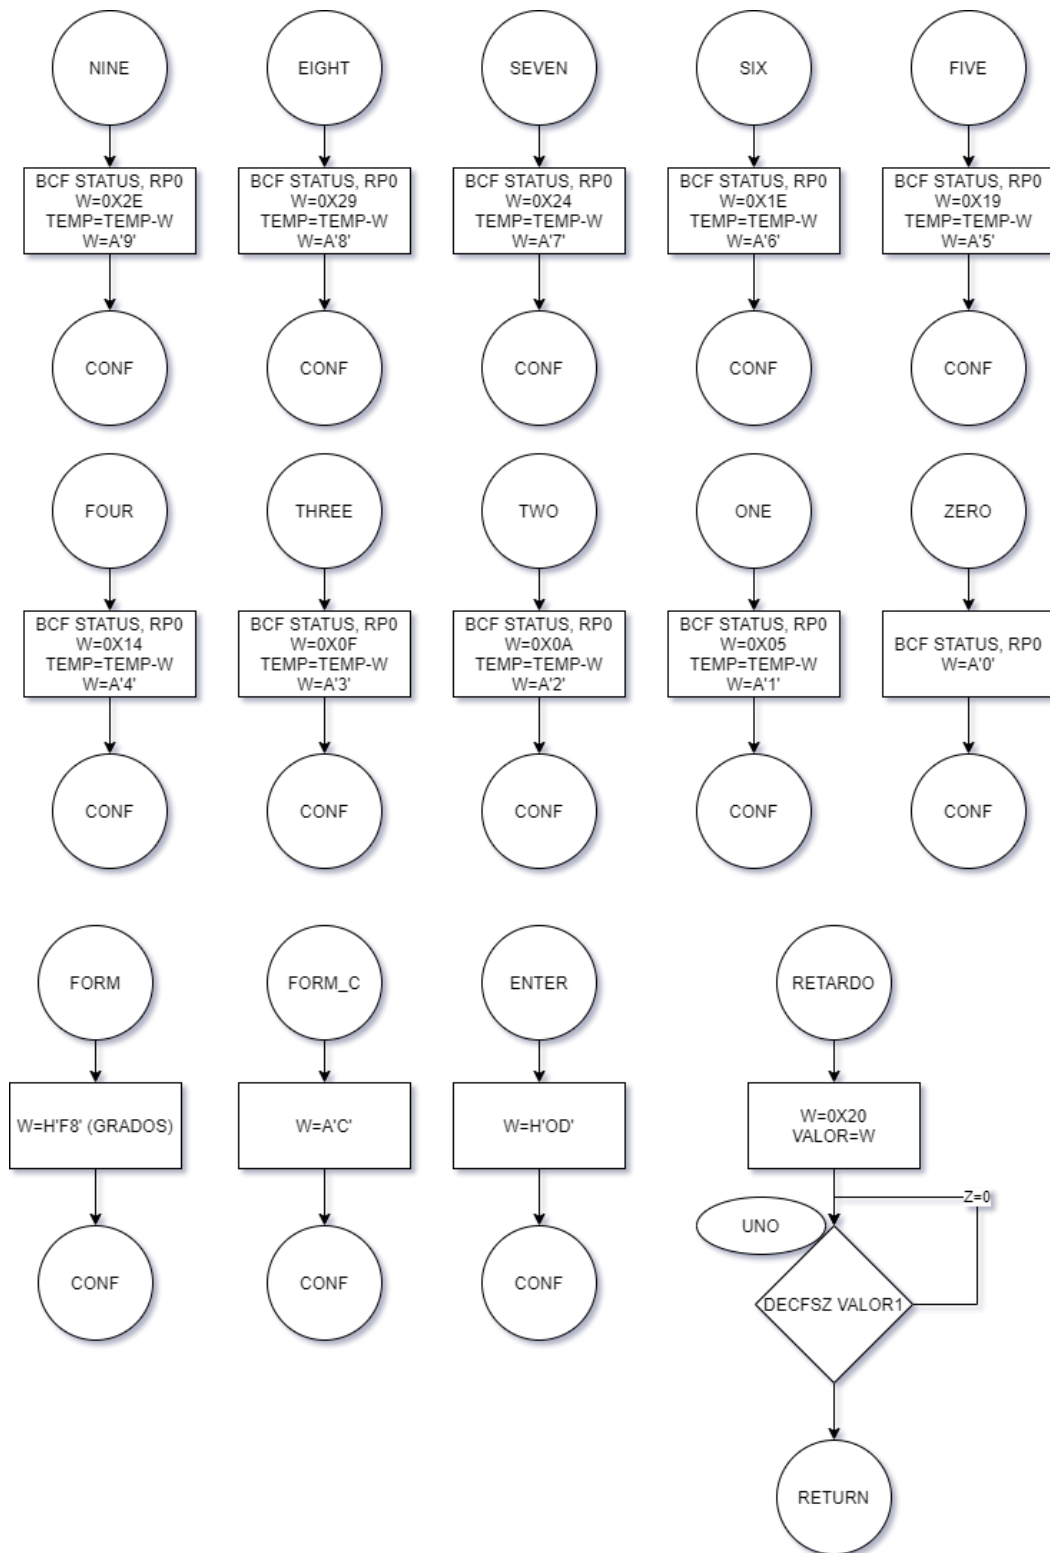 NINE
EIGHT
SEVEN
SIX
FIVE
BCF STATUS, RP0
W=0X2E
TEMP=TEMP-W
W=A'9'
BCF STATUS, RP0
W=0X29
TEMP=TEMP-W
W=A'8'
BCF STATUS, RP0
W=0X24
TEMP=TEMP-W
W=A'7'
BCF STATUS, RP0
W=0X1E
TEMP=TEMP-W
W=A'6'
BCF STATUS, RP0
W=0X19
TEMP=TEMP-W
W=A'5'
CONF
CONF
CONF
CONF
CONF
FOUR
THREE
TWO
ONE
ZERO
BCF STATUS, RP0
W=0X14
TEMP=TEMP-W
W=A'4'
BCF STATUS, RP0
W=0X0F
TEMP=TEMP-W
W=A'3'
BCF STATUS, RP0
W=0X0A
TEMP=TEMP-W
W=A'2'
BCF STATUS, RP0
W=0X05
TEMP=TEMP-W
W=A'1'
BCF STATUS, RP0
W=A'0'
CONF
CONF
CONF
CONF
CONF
FORM
FORM_C
ENTER
RETARDO
W=H'F8' (GRADOS)
W=A'C'
W=H'OD'
W=0X20
VALOR=W
Z=0
UNO
CONF
CONF
CONF
DECFSZ VALOR1
RETURN